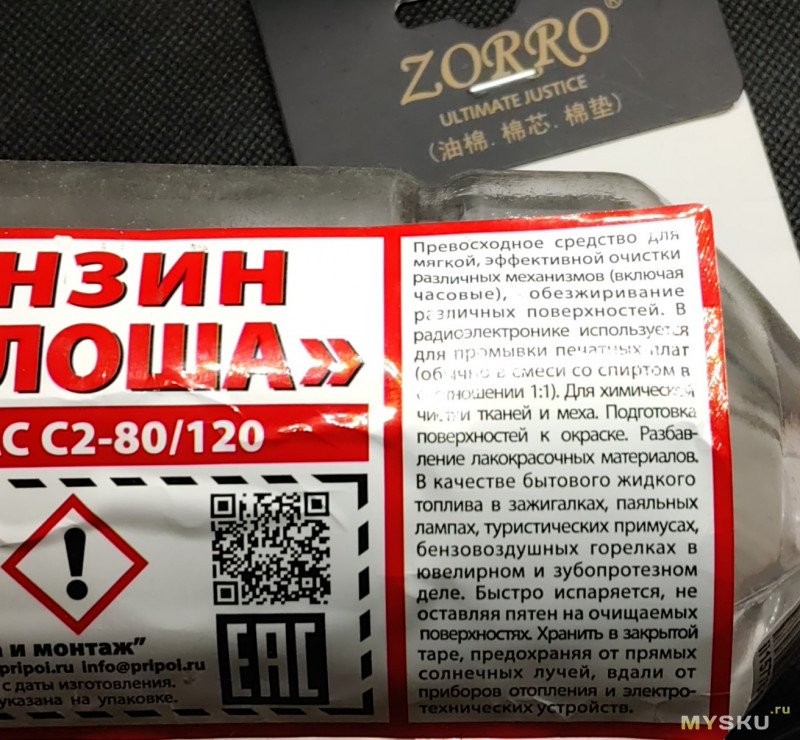 ZORRO®
ULTIMATE JUSTICE
(油棉. 棉芯. 棉垫)
НЗИН
ЛОША»
С С2-80/120
и монтаж”
pripoi.ru info@pripoi.ru
с даты изготовления.
указана на упаковке.
EAC
Превосходное средство для
мягкой, эффективной очистки
различных механизмов (включая
часовые), обезжиривание
различных поверхностей. В
радиоэлектронике используется
для промывки печатных плат
(обычно в смеси со спиртом в
отношении 1:1). Для химической
чистки тканей и меха. Подготовка
поверхностей к окраске. Разбав-
ление лакокрасочных материалов.
В качестве бытового жидкого
топлива в зажигалках, паяльных
лампах, туристических примусах,
бензовоздушных горелках в
ювелирном и зубопротезном
деле. Быстро испаряется, не
оставляя пятен на очищаемых
поверхностях. Хранить в закрытой
таре, предохраняя от прямых
солнечных лучей, вдали от
приборов отопления и электро-
технических устройств.
MYSKU.ru